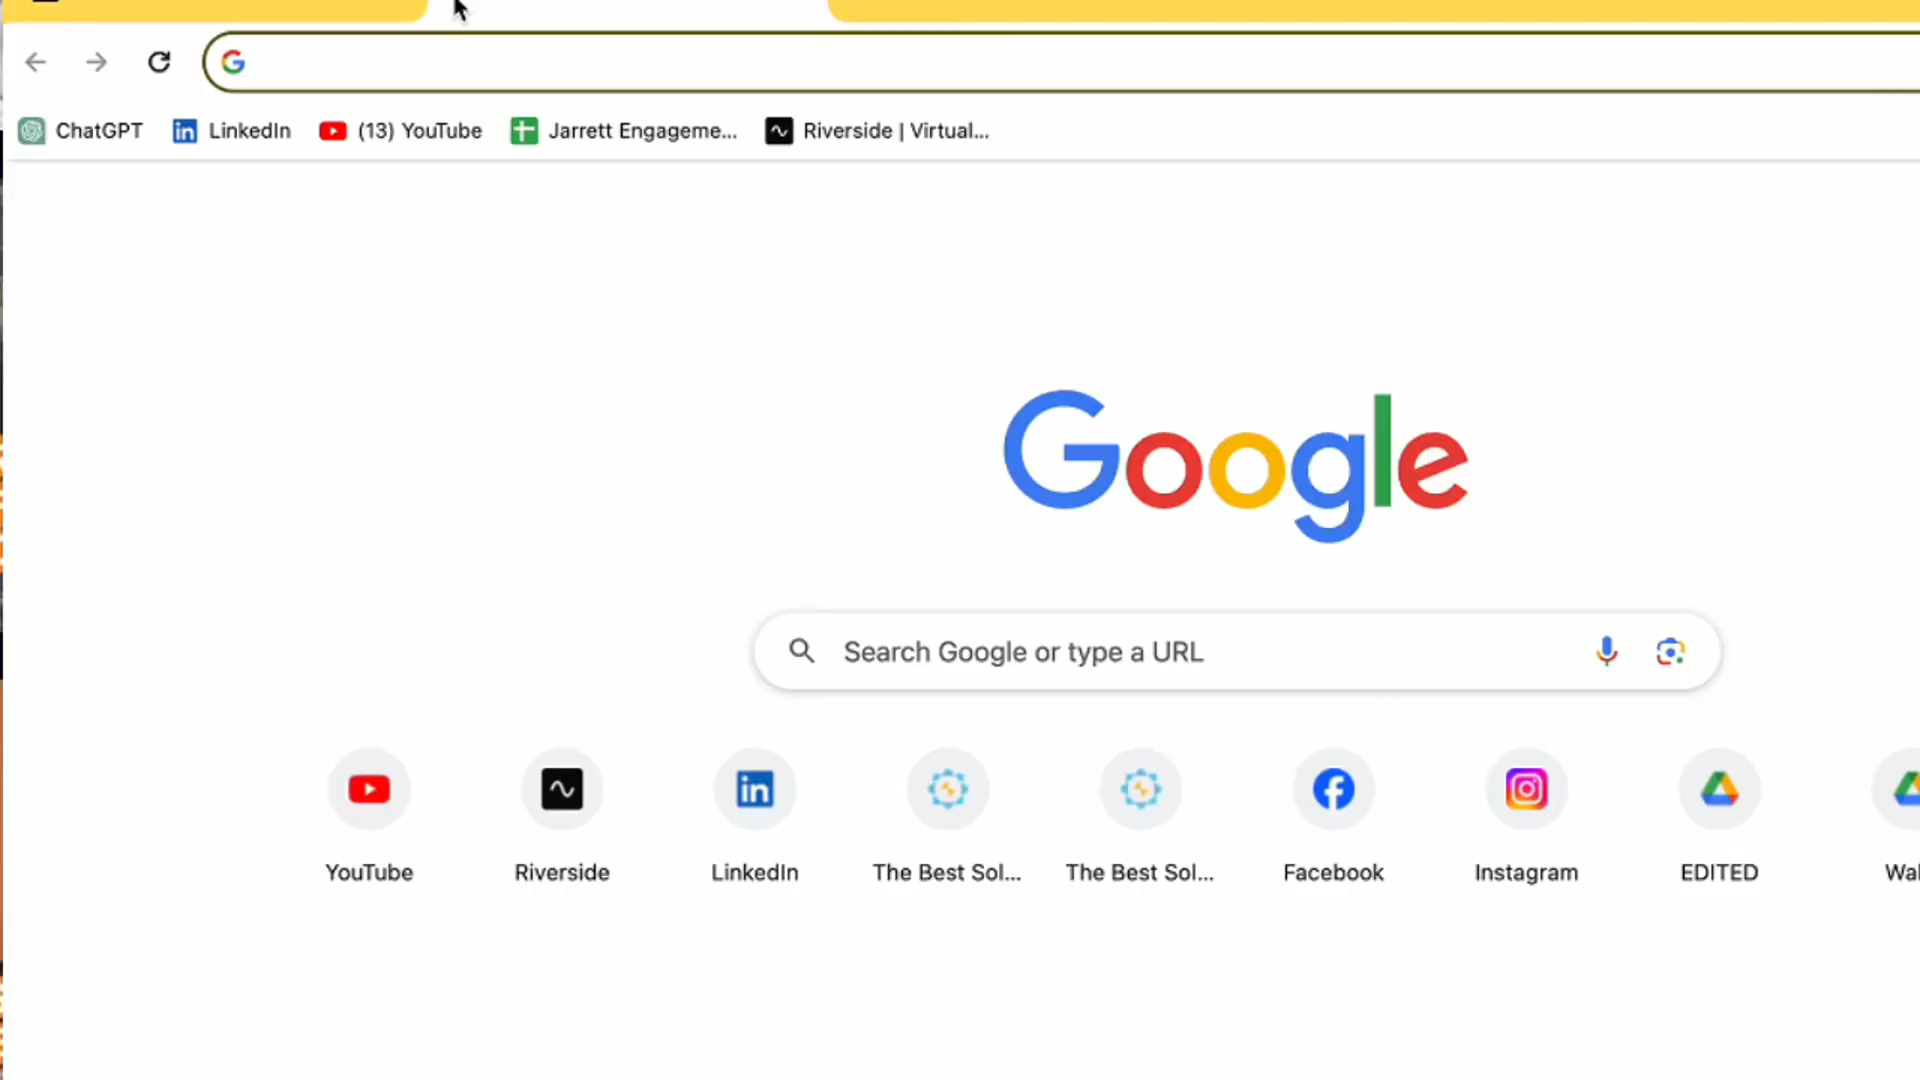 ChatGPT LinkedIn (13) YouTube Jarrett Engageme... Riverside | Virtual...
Google
Search Google or type a URL
YouTube Riverside LinkedIn The Best Sol... The Best Sol... Facebook Instagram EDITED